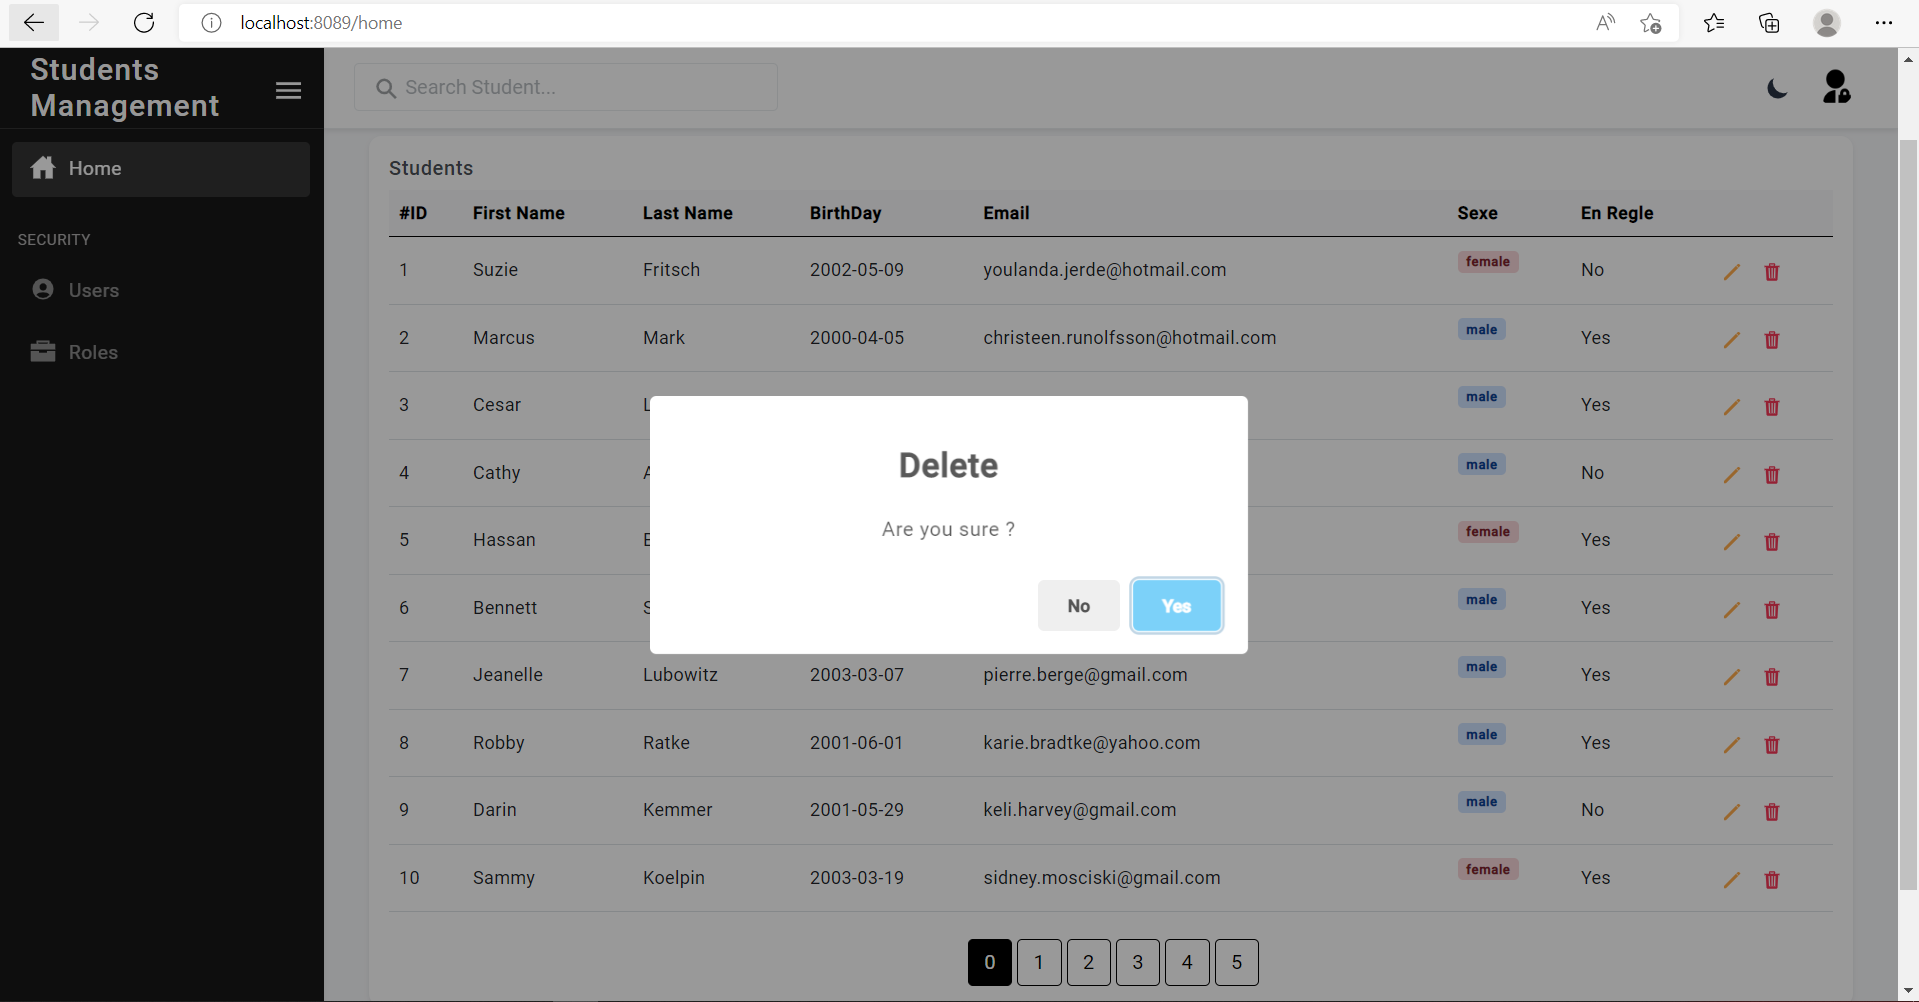 localhost:8089/home
Students
Management
Search Student...
Home
SECURITY
Users
Roles
Students
#ID First Name Last Name BirthDay Email Sexe En Regle
1 Suzie Fritsch 2002-05-09 youlanda.jerde@hotmail.com female No
2 Marcus Mark 2000-04-05 christeen.runolfsson@hotmail.com male Yes
3 Cesar male Yes
4 Cathy male No
5 Hassan female Yes
6 Bennett male Yes
Delete
Are you sure ?
No Yes
7 Jeanelle Lubowitz 2003-03-07 pierre.berge@gmail.com male Yes
8 Robby Ratke 2001-06-01 karie.bradtke@yahoo.com male Yes
9 Darin Kemmer 2001-05-29 keli.harvey@gmail.com male No
10 Sammy Koelpin 2003-03-19 sidney.mosciski@gmail.com female Yes
0 1 2 3 4 5